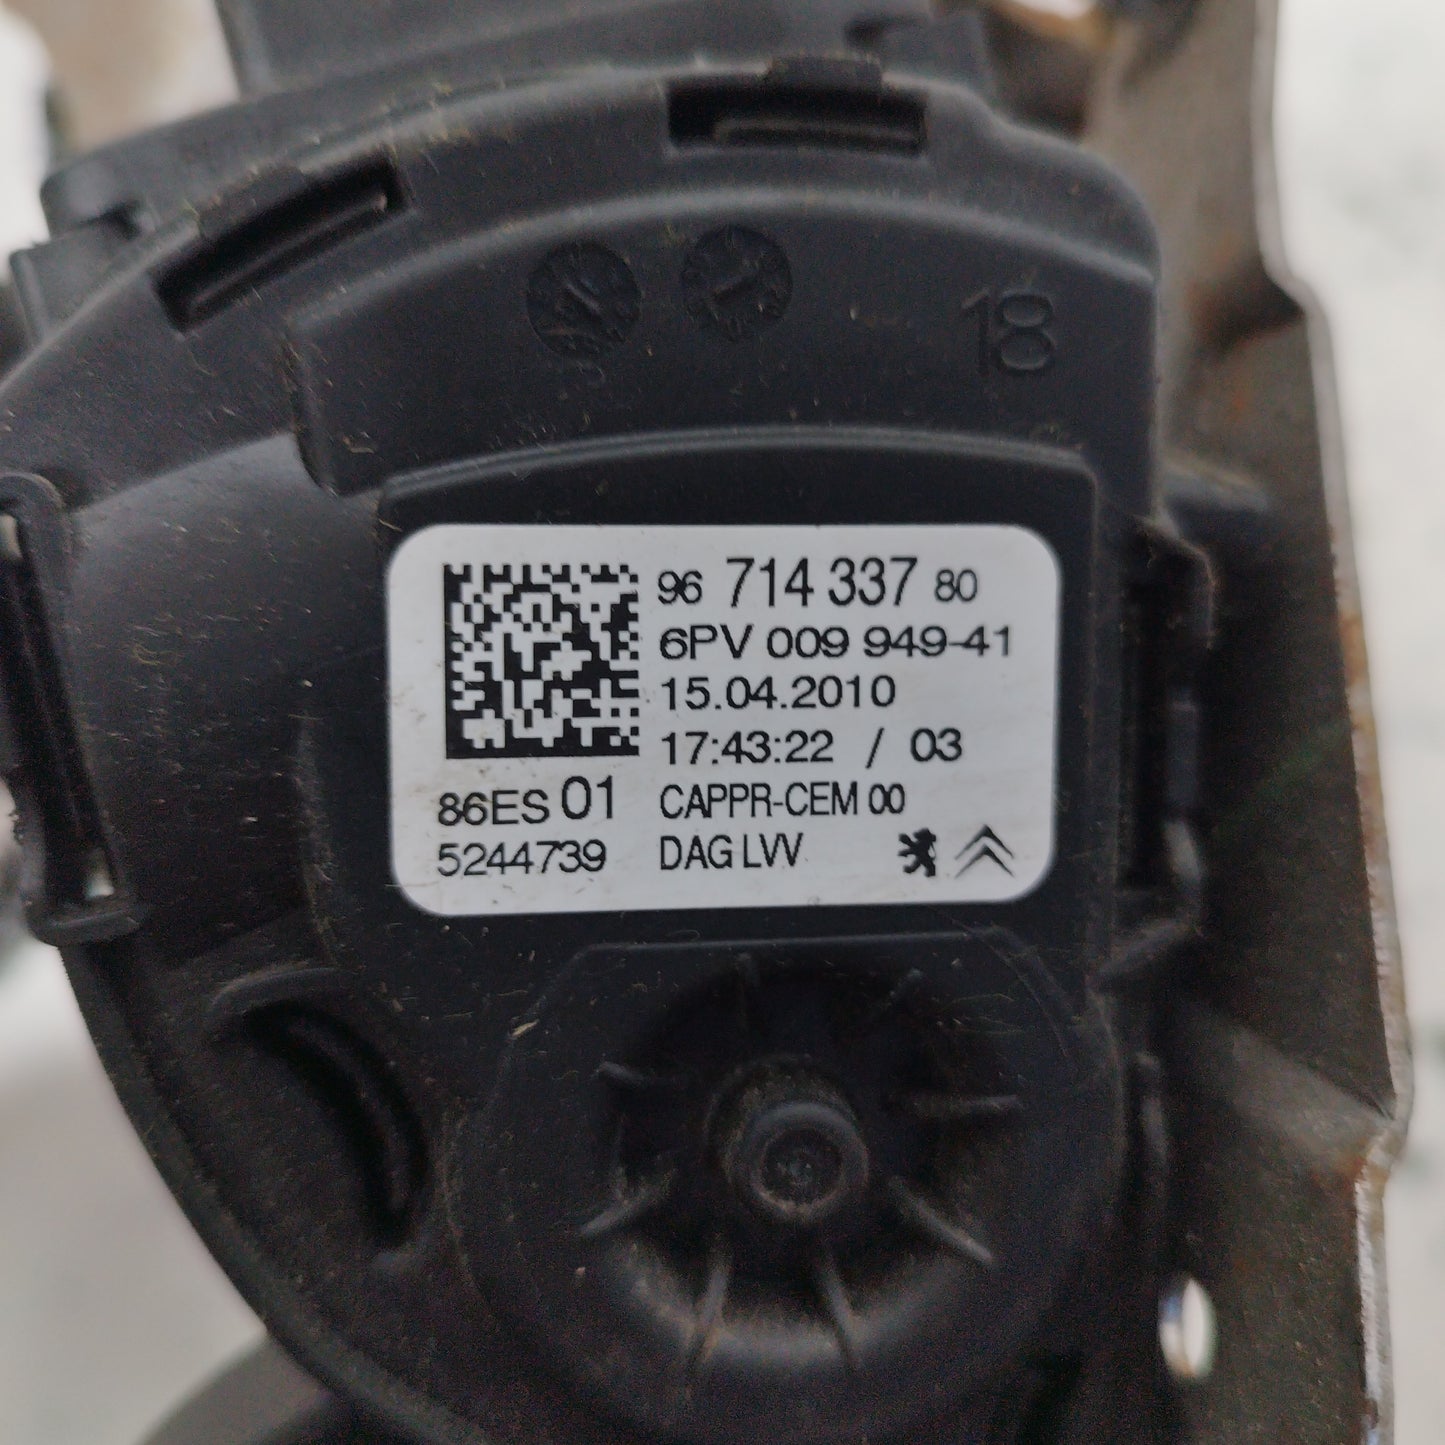 18
96 714 337 80
6PV 009 949-41
15.04.2010
17:43:22 / 03
86ES 01 CAPPR-CEM 00
5244739 DAG LVV